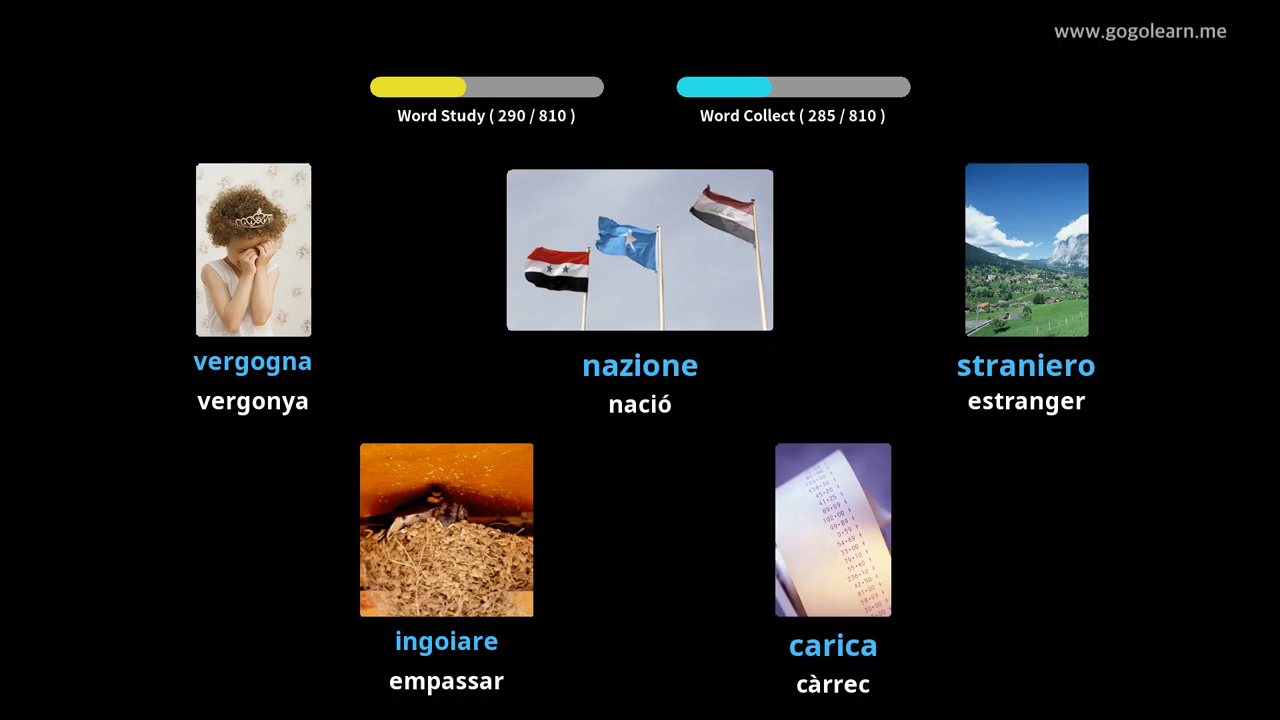 www.gogolearn.me
Word Study ( 290 / 810 )
Word Collect ( 285 / 810 )
vergogna
vergonya
nazione
nació
straniero
estranger
ingoiare
empassar
carica
càrrec